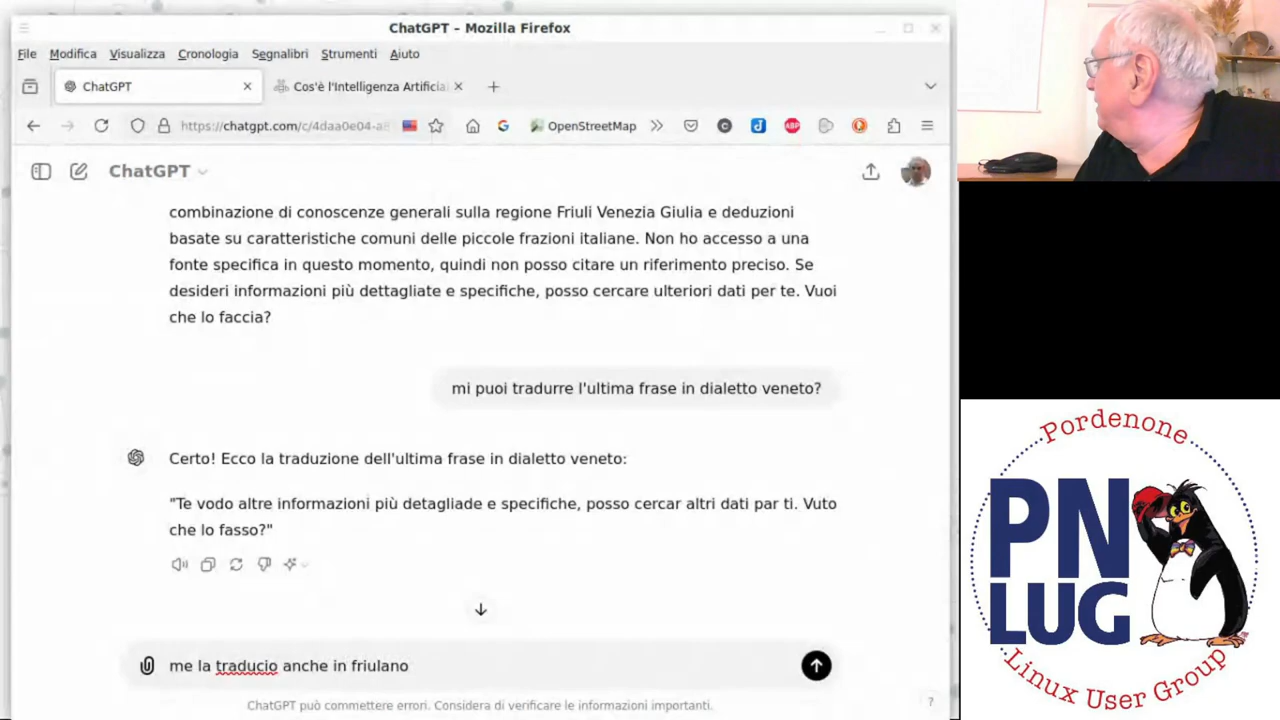 ChatGPT – Mozilla Firefox
File Modifica Visualizza Cronologia Segnalibri Strumenti Aiuto
ChatGPT
Cos'è l'Intelligenza Artificia
https://chatgpt.com/c/4daa0e04-a
OpenStreetMap
ABP
ChatGPT
combinazione di conoscenze generali sulla regione Friuli Venezia Giulia e deduzioni
basate su caratteristiche comuni delle piccole frazioni italiane. Non ho accesso a una
fonte specifica in questo momento, quindi non posso citare un riferimento preciso. Se
desideri informazioni più dettagliate e specifiche, posso cercare ulteriori dati per te. Vuoi
che lo faccia?
mi puoi tradurre l'ultima frase in dialetto veneto?
Certo! Ecco la traduzione dell'ultima frase in dialetto veneto:
"Te vodo altre informazioni più detagliade e specifiche, posso cercar altri dati par ti. Vuto
che lo fasso?"
me la traducio anche in friulano
ChatGPT può commettere errori. Considera di verificare le informazioni importanti.
?
Pordenone
PN
LUG
Linux User Group